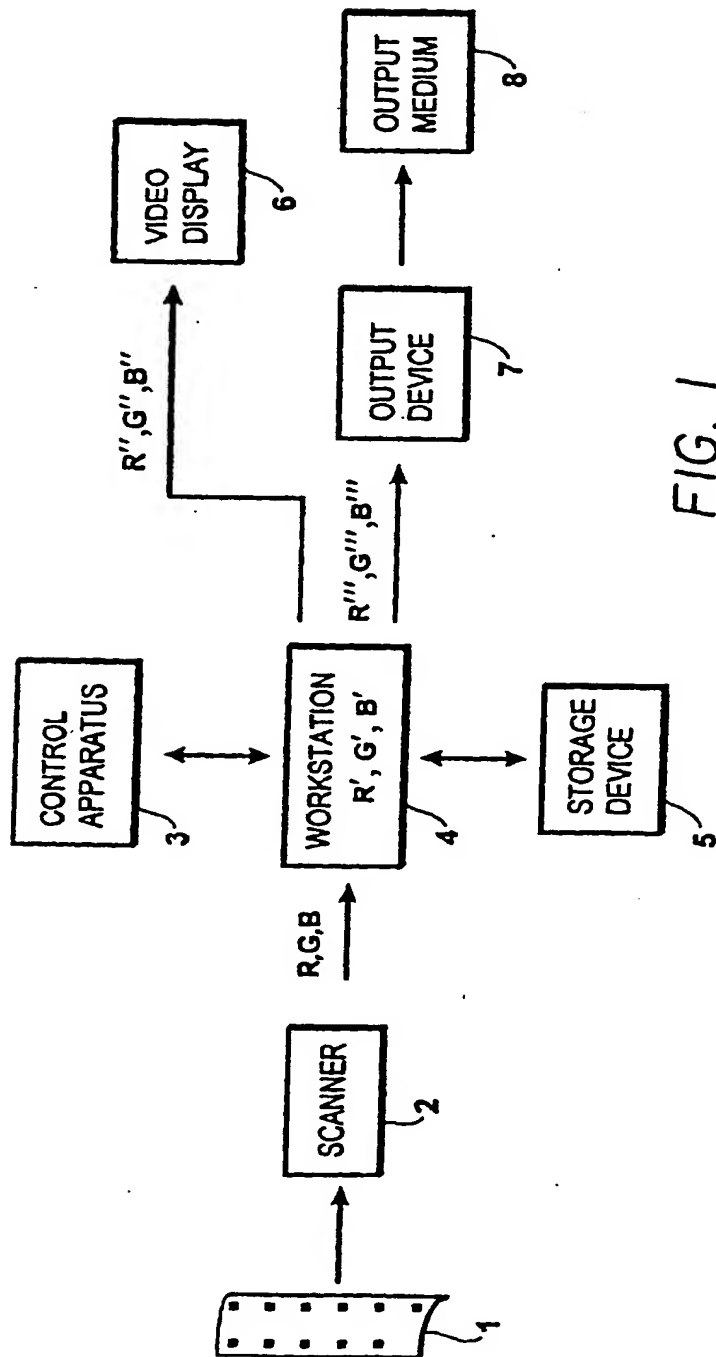 1
SCANNER
2
R,G,B
CONTROL
APPARATUS
3
WORKSTATION
R', G', B'
4
STORAGE
DEVICE
5
R'',G'',B''
VIDEO
DISPLAY
6
R''',G''',B'''
OUTPUT
DEVICE
7
OUTPUT
MEDIUM
8
FIG. 1